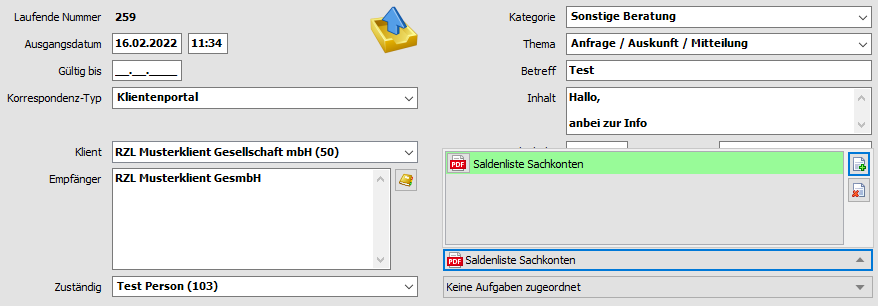 Laufende Nummer 259
Ausgangsdatum 16.02.2022 11:34
Gültig bis __.__.____
Korrespondenz-Typ Klientenportal
Klient RZL Musterklient Gesellschaft mbH (50)
Empfänger RZL Musterklient GesmbH
Zuständig Test Person (103)
Kategorie Sonstige Beratung
Thema Anfrage / Auskunft / Mitteilung
Betreff Test
Inhalt Hallo,
anbei zur Info
PDF Saldenliste Sachkonten
PDF Saldenliste Sachkonten
Keine Aufgaben zugeordnet